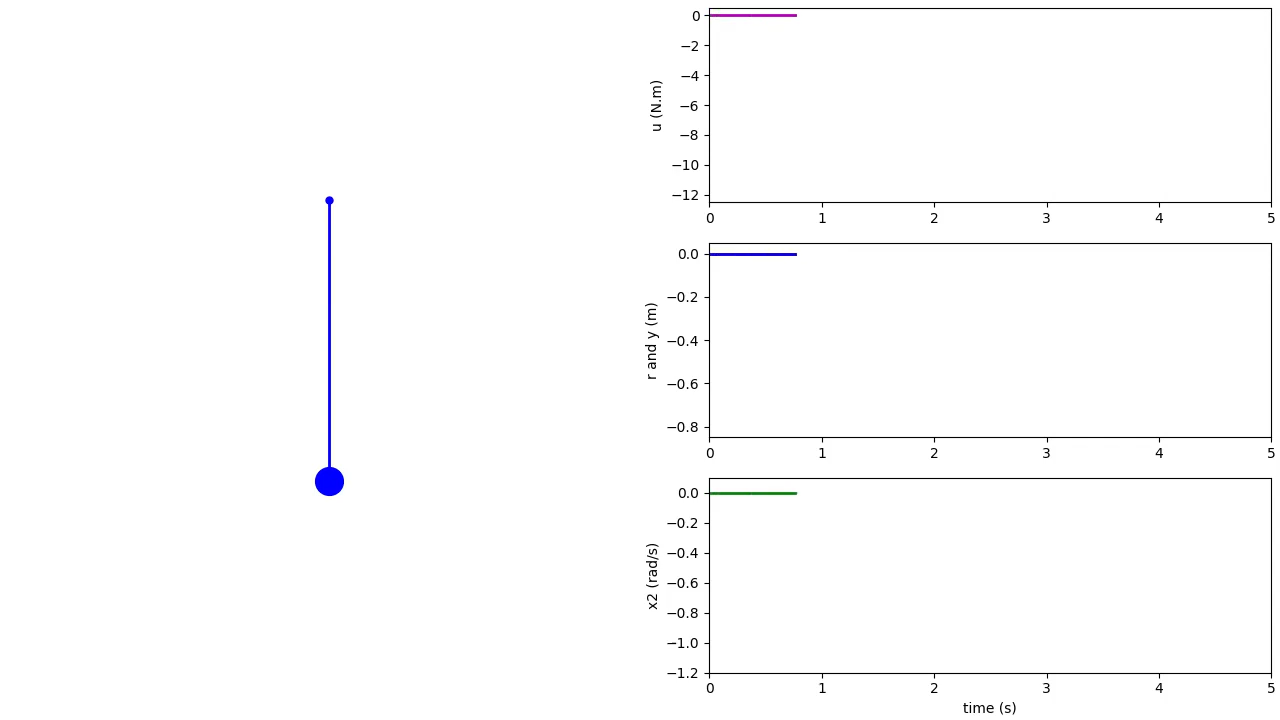 0
−2
−4
−6
−8
−10
−12
u (N.m)
0 1 2 3 4 5
0.0
−0.2
−0.4
−0.6
−0.8
r and y (m)
0 1 2 3 4 5
0.0
−0.2
−0.4
−0.6
−0.8
−1.0
−1.2
x2 (rad/s)
0 1 2 3 4 5
time (s)